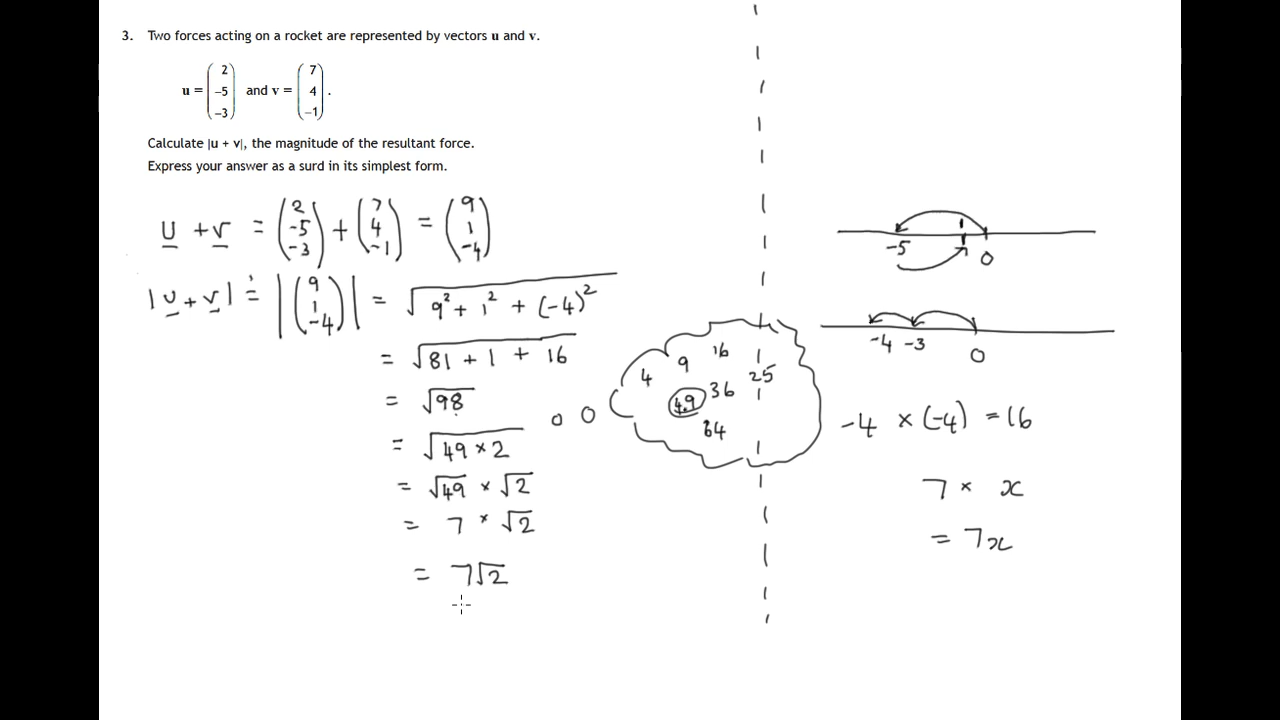 3. Two forces acting on a rocket are represented by vectors u and v.
u = ( 2 -5 -3 ) and v = ( 7 4 -1 ) .
Calculate |u + v|, the magnitude of the resultant force.
Express your answer as a surd in its simplest form.
u + v = ( 2 -5 -3 ) + ( 7 4 -1 ) = ( 9 1 -4 )
|u + v| = | ( 9 1 -4 ) | = √(9² + 1² + (-4)²)
= √(81 + 1 + 16)
= √98
= √(49 × 2)
= √49 × √2
= 7 × √2
= 7√2
4 9 16 25
49 36
64
-5 1 0
-4 -3 0
-4 × (-4) = 16
7 × x
= 7x